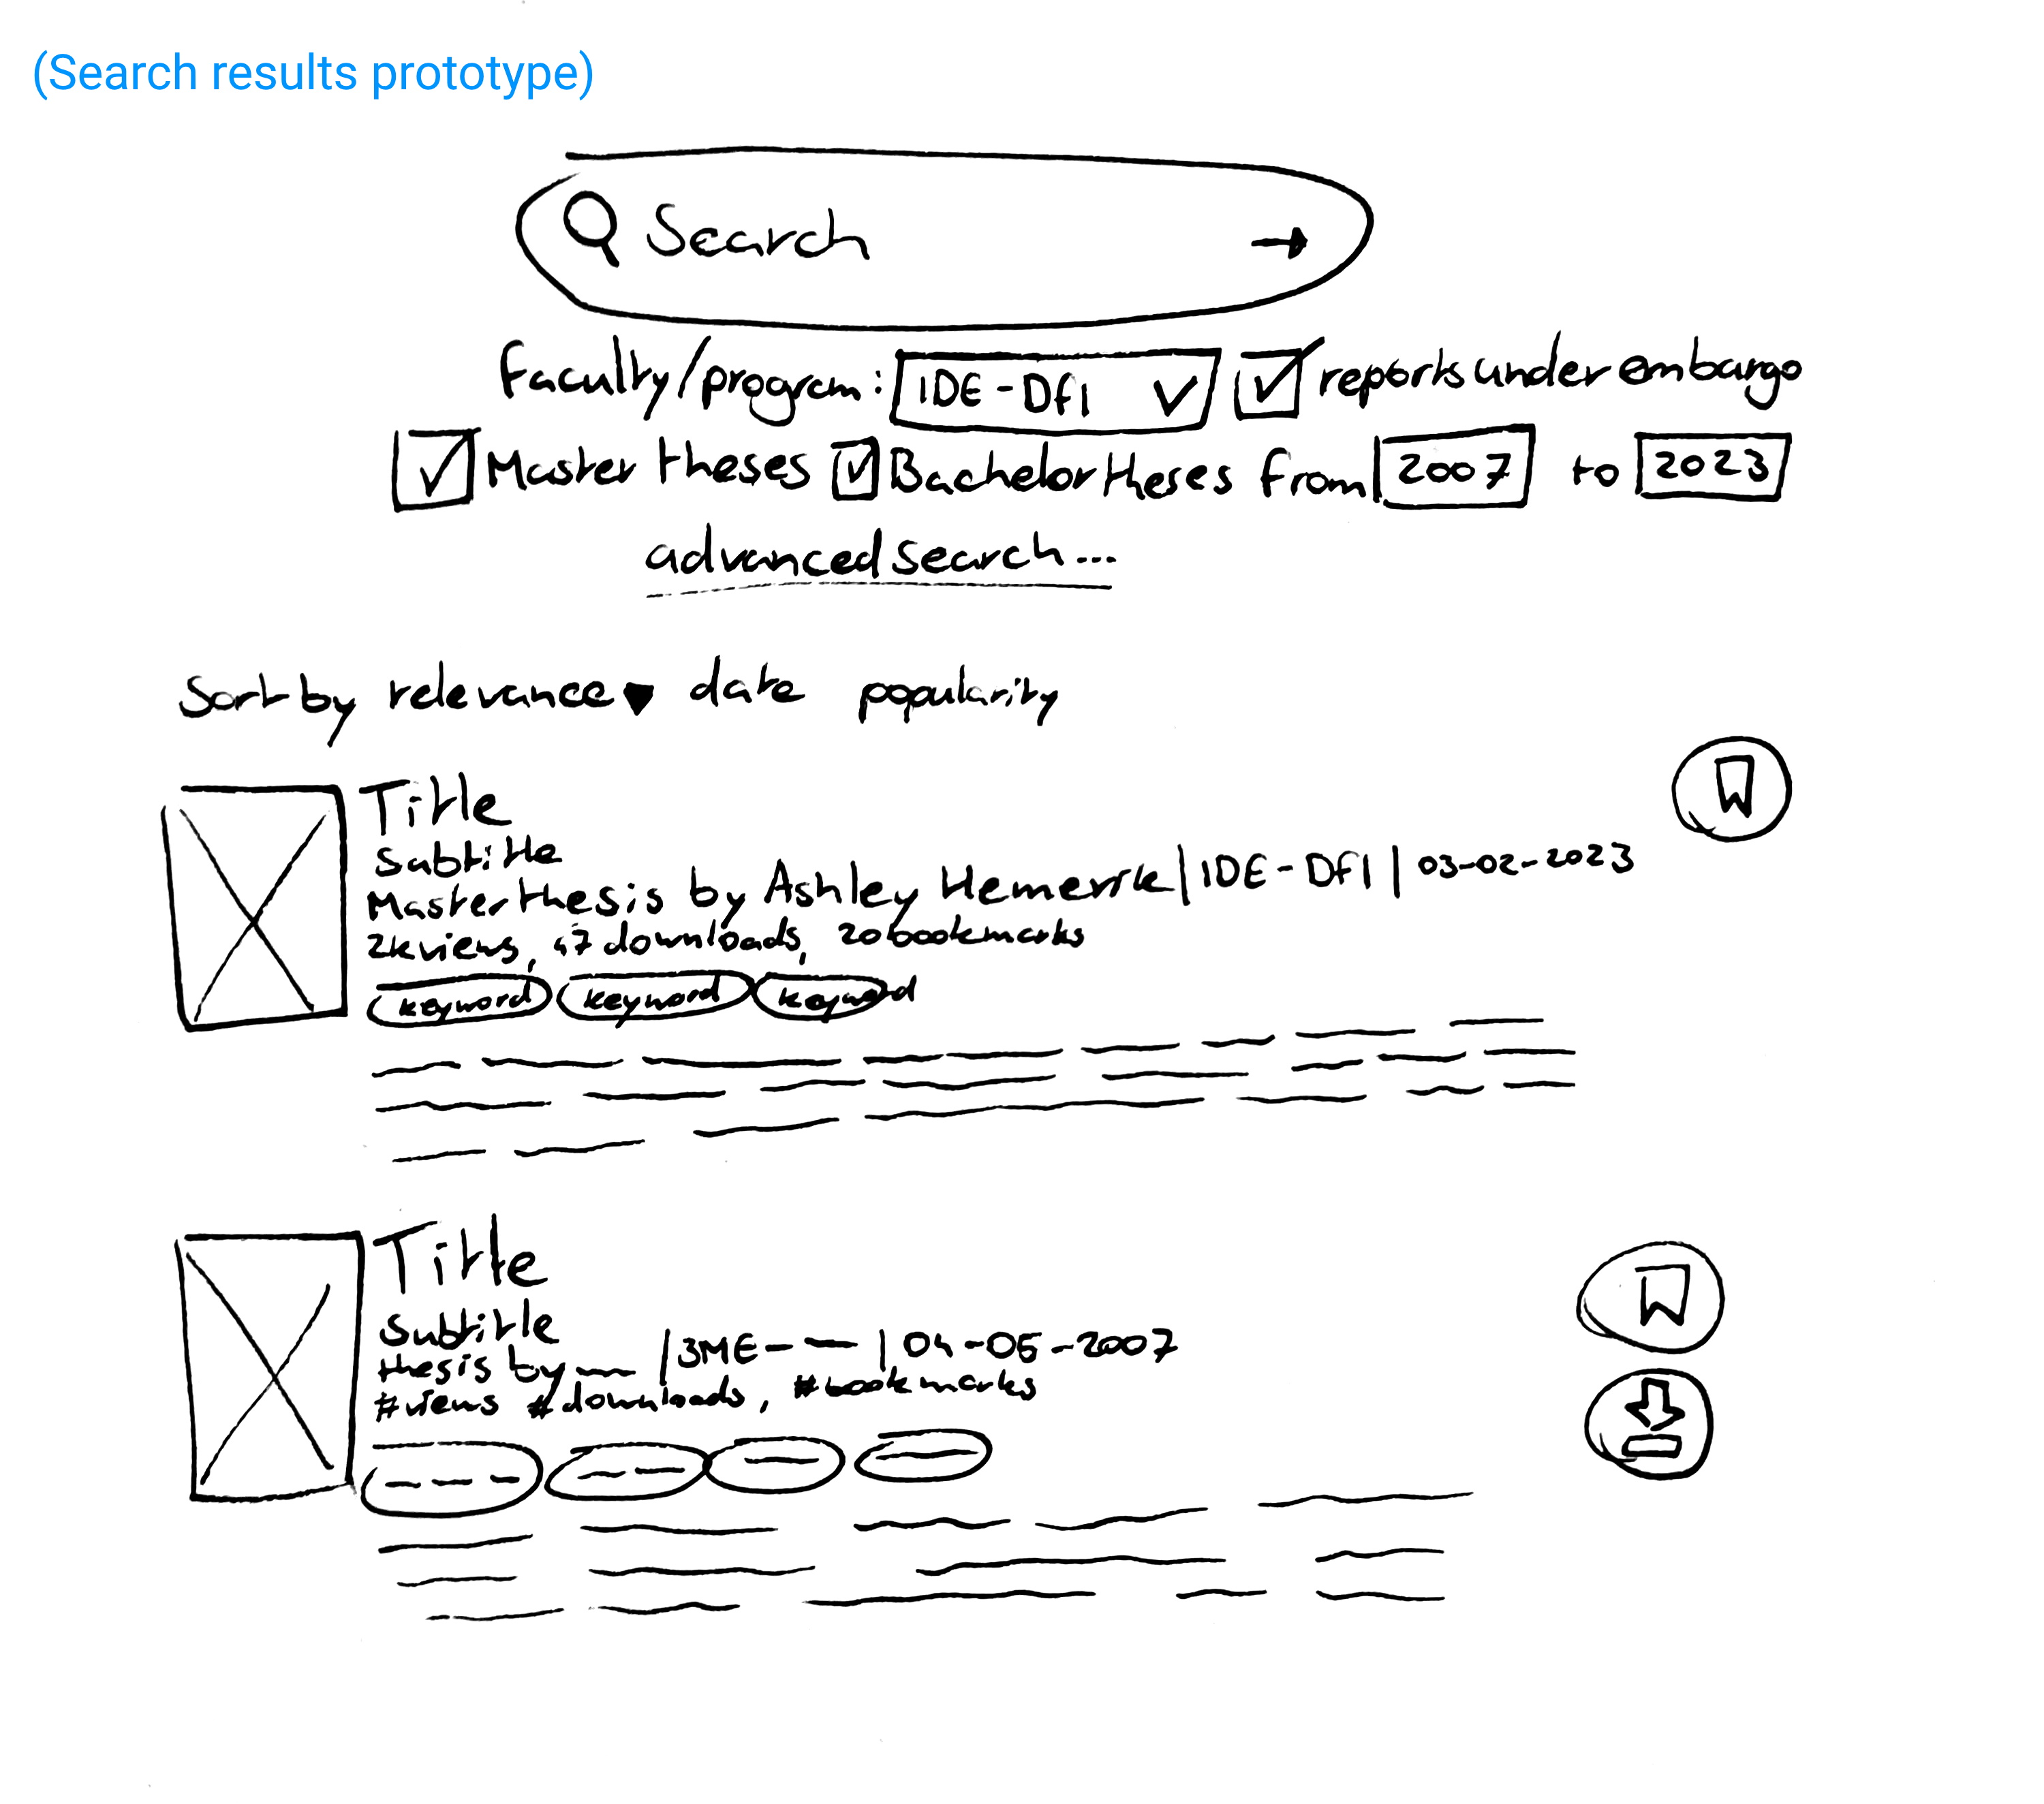 (Search results prototype)
Search →
Faculty/program: IDE-DfI reports under embargo
Master theses Bachelor theses from 2007 to 2023
advanced search...
Sort by relevance▼ date popularity
Title
Subtitle
Master thesis by Ashley Hemerik | IDE-DfI | 03-02-2023
2k views, 47 downloads, 20 bookmarks
keyword keyword keyword
Title
Subtitle
thesis by — | 3ME-— | 04-05-2007
#views #downloads, #bookmarks